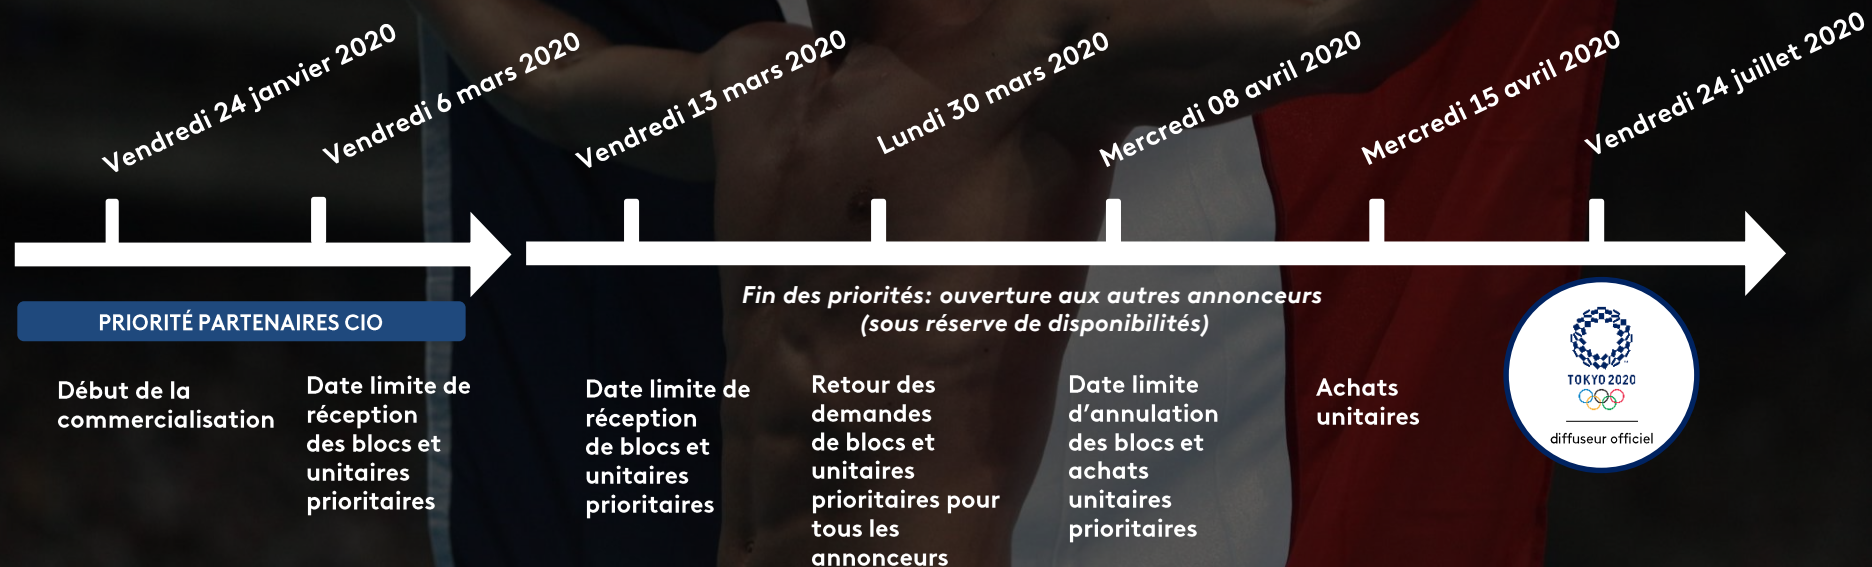 Vendredi 24 janvier 2020
Vendredi 6 mars 2020
Vendredi 13 mars 2020
Lundi 30 mars 2020
Mercredi 08 avril 2020
Mercredi 15 avril 2020
Vendredi 24 juillet 2020
PRIORITÉ PARTENAIRES CIO
Fin des priorités: ouverture aux autres annonceurs
(sous réserve de disponibilités)
Début de la
commercialisation
Date limite de
réception
des blocs et
unitaires
prioritaires
Date limite de
réception
de blocs et
unitaires
prioritaires
Retour des
demandes
de blocs et
unitaires
prioritaires pour
tous les
annonceurs
Date limite
d’annulation
des blocs et
achats
unitaires
prioritaires
Achats
unitaires
TOKYO 2020
diffuseur officiel